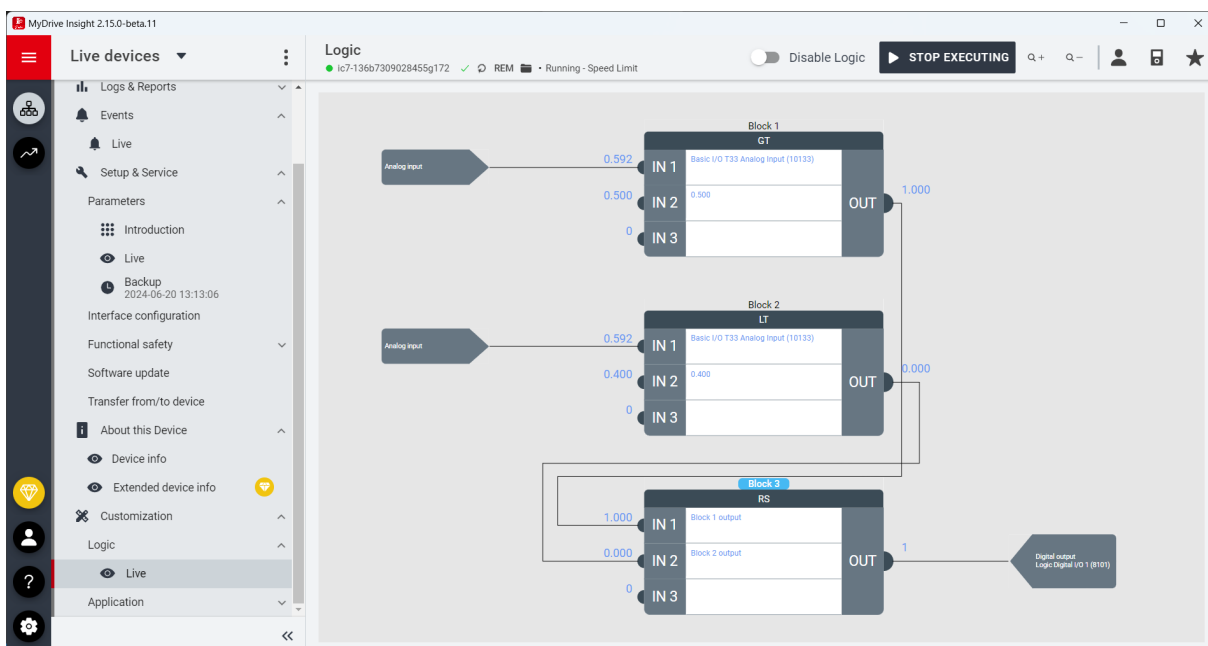 MyDrive Insight 2.15.0-beta.11
Live devices
Logic
ic7-136b7309028455g172 REM • Running - Speed Limit
Disable Logic
STOP EXECUTING
Logs & Reports
Events
Live
Setup & Service
Parameters
Introduction
Live
Backup
2024-06-20 13:13:06
Interface configuration
Functional safety
Software update
Transfer from/to device
About this Device
Device info
Extended device info
Customization
Logic
Live
Application
Block 1
GT
Analog input
0.592
IN 1
Basic I/O T33 Analog Input (10133)
0.500
IN 2
0.500
OUT
1.000
0
IN 3
Block 2
LT
Analog input
0.592
IN 1
Basic I/O T33 Analog Input (10133)
0.400
IN 2
0.400
OUT
0.000
0
IN 3
Block 3
RS
1.000
IN 1
Block 1 output
0.000
IN 2
Block 2 output
OUT
1
0
IN 3
Digital output
Logic Digital I/O 1 (8101)